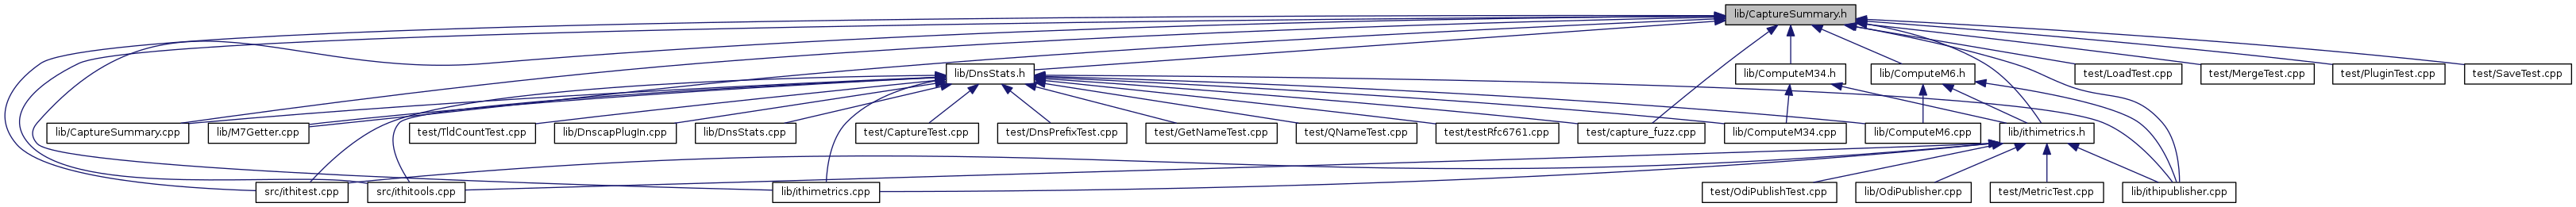 lib/CaptureSummary.h
lib/DnsStats.h
lib/ComputeM34.h
lib/ComputeM6.h
test/LoadTest.cpp
test/MergeTest.cpp
test/PluginTest.cpp
test/SaveTest.cpp
lib/CaptureSummary.cpp
lib/M7Getter.cpp
test/TldCountTest.cpp
lib/DnscapPlugIn.cpp
lib/DnsStats.cpp
test/CaptureTest.cpp
test/DnsPrefixTest.cpp
test/GetNameTest.cpp
test/QNameTest.cpp
test/testRfc6761.cpp
test/capture_fuzz.cpp
lib/ComputeM34.cpp
lib/ComputeM6.cpp
lib/ithimetrics.h
src/ithitest.cpp
src/ithitools.cpp
lib/ithimetrics.cpp
test/OdiPublishTest.cpp
lib/OdiPublisher.cpp
test/MetricTest.cpp
lib/ithipublisher.cpp